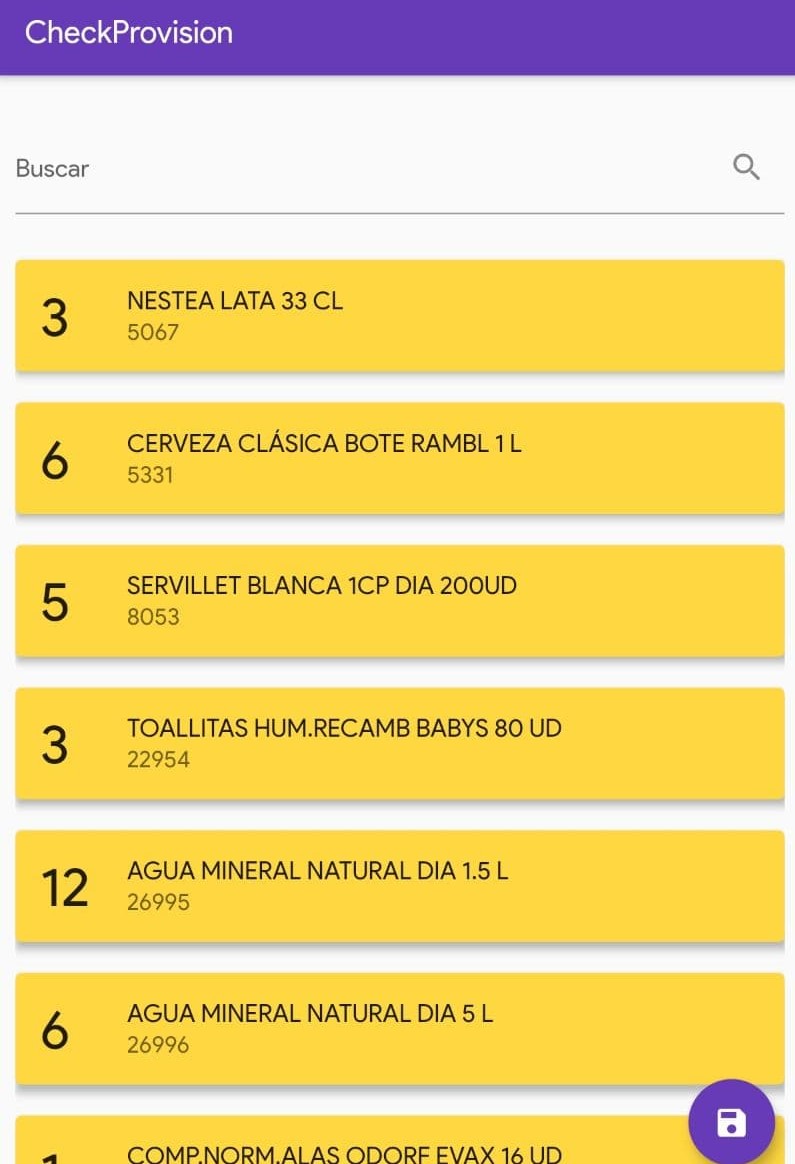 CheckProvision
Buscar
3
NESTEA LATA 33 CL
5067
6
CERVEZA CLÁSICA BOTE RAMBL 1 L
5331
5
SERVILLET BLANCA 1CP DIA 200UD
8053
3
TOALLITAS HUM.RECAMB BABYS 80 UD
22954
12
AGUA MINERAL NATURAL DIA 1.5 L
26995
6
AGUA MINERAL NATURAL DIA 5 L
26996
COMP.NORM.ALAS ODORF EVAX 16 UD